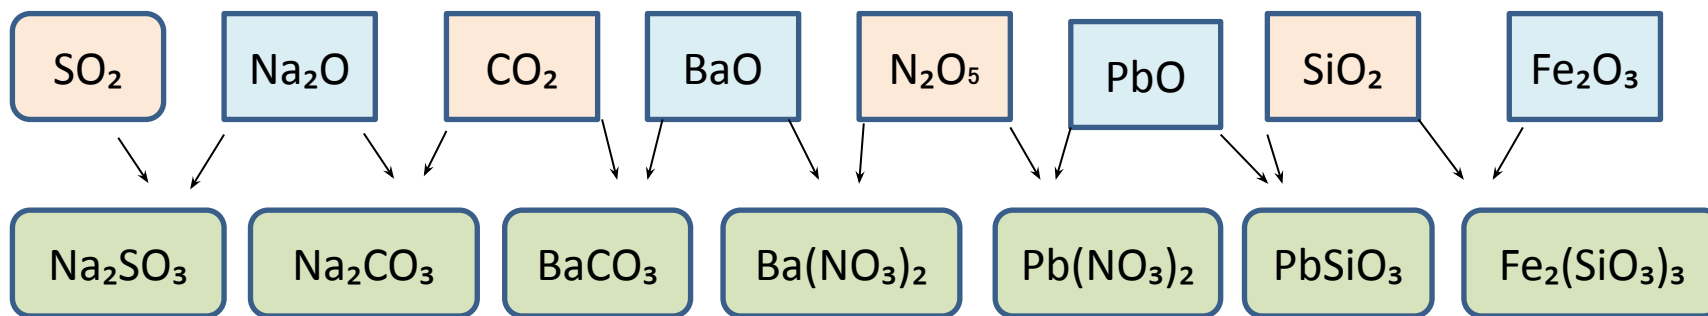 SO₂ Na₂O CO₂ BaO N₂O₅ PbO SiO₂ Fe₂O₃
Na₂SO₃ Na₂CO₃ BaCO₃ Ba(NO₃)₂ Pb(NO₃)₂ PbSiO₃ Fe₂(SiO₃)₃